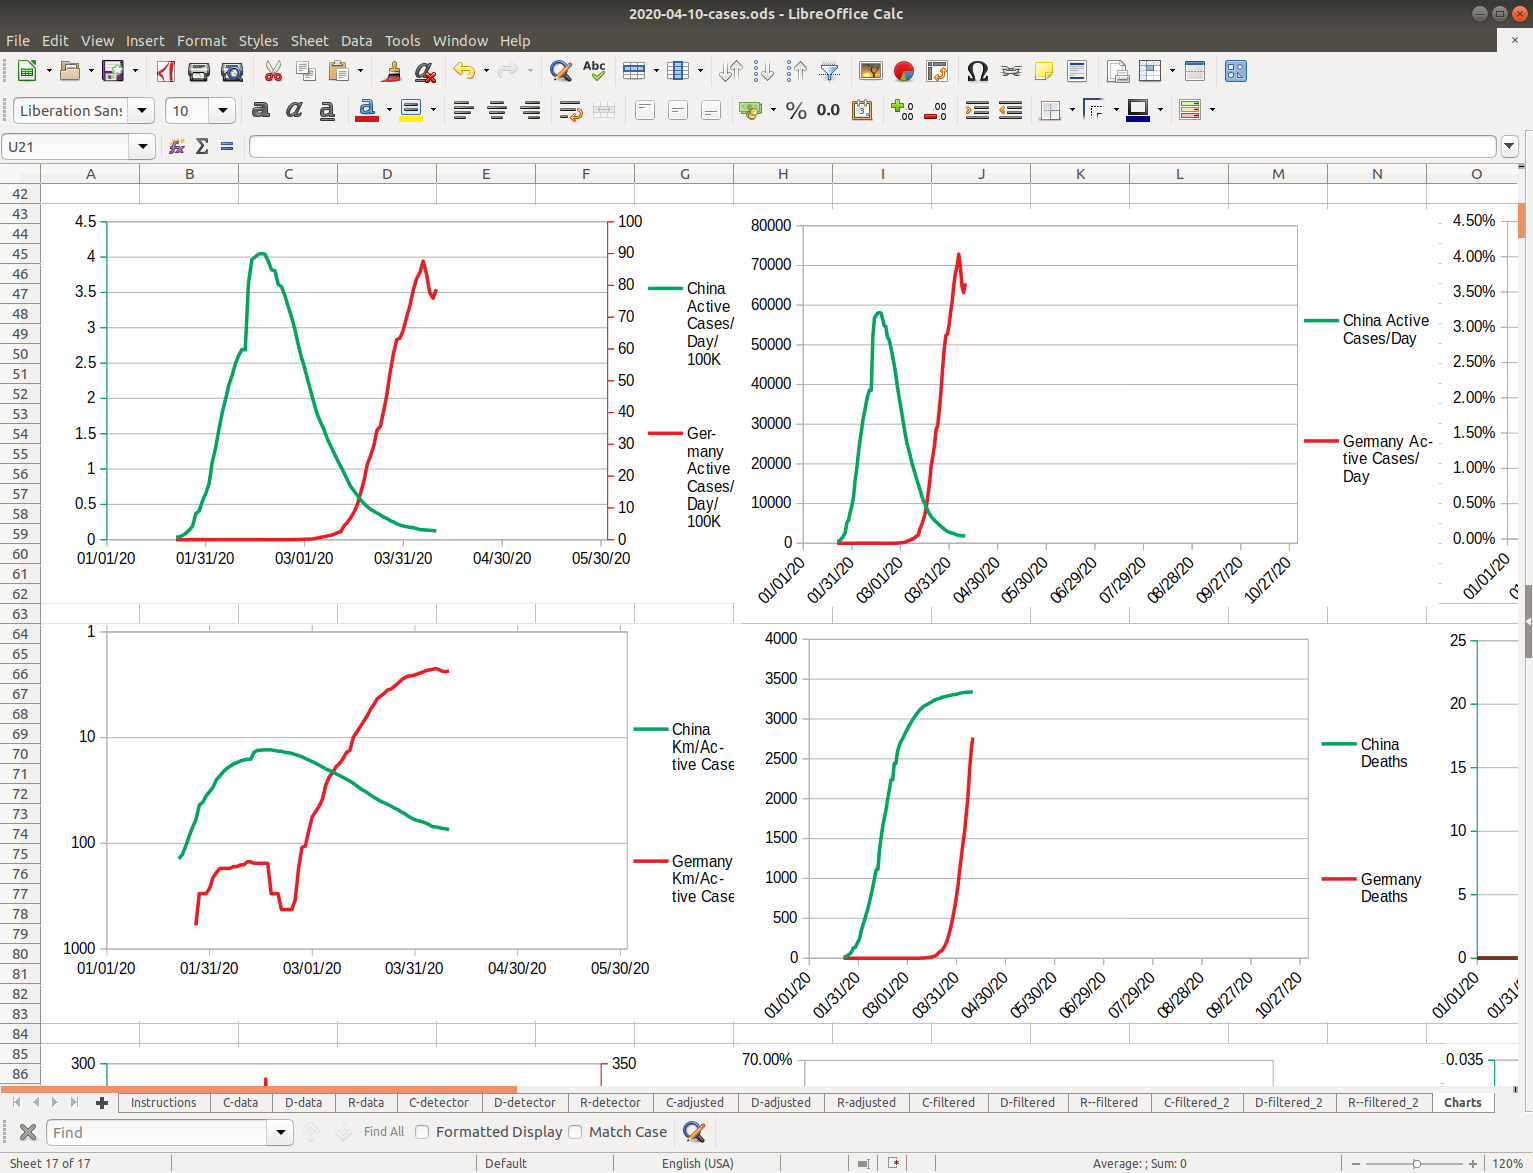 2020-04-10-cases.ods - LibreOffice Calc
File Edit View Insert Format Styles Sheet Data Tools Window Help
Liberation Sans 10
U21
A B C D E F G H I J K L M N O
42
43
44
45
46
47
48
49
50
51
52
53
54
55
56
57
58
59
60
61
62
63
64
65
66
67
68
69
70
71
72
73
74
75
76
77
78
79
80
81
82
83
84
85
86
4.5
4
3.5
3
2.5
2
1.5
1
0.5
0
100
90
80
70
60
50
40
30
20
10
0
01/01/20 01/31/20 03/01/20 03/31/20 04/30/20 05/30/20
China
Active
Cases/
Day/
100K
Ger-
many
Active
Cases/
Day/
100K
80000
70000
60000
50000
40000
30000
20000
10000
0
01/01/20 01/31/20 03/01/20 03/31/20 04/30/20 05/30/20 06/29/20 07/29/20 08/28/20 09/27/20 10/27/20
China Active
Cases/Day
Germany Ac-
tive Cases/
Day
4.50%
4.00%
3.50%
3.00%
2.50%
2.00%
1.50%
1.00%
0.50%
0.00%
01/01/20
1
10
100
1000
01/01/20 01/31/20 03/01/20 03/31/20 04/30/20 05/30/20
China
Km/Ac-
tive Case
Germany
Km/Ac-
tive Case
4000
3500
3000
2500
2000
1500
1000
500
0
01/01/20 01/31/20 03/01/20 03/31/20 04/30/20 05/30/20 06/29/20 07/29/20 08/28/20 09/27/20 10/27/20
China
Deaths
Germany
Deaths
25
20
15
10
5
0
01/01/20
300 350
70.00%
0.035
Instructions C-data D-data R-data C-detector D-detector R-detector C-adjusted D-adjusted R-adjusted C-filtered D-filtered R--filtered C-filtered_2 D-filtered_2 R--filtered_2 Charts
Find Find All Formatted Display Match Case
Sheet 17 of 17 Default English (USA) Average: ; Sum: 0 120%